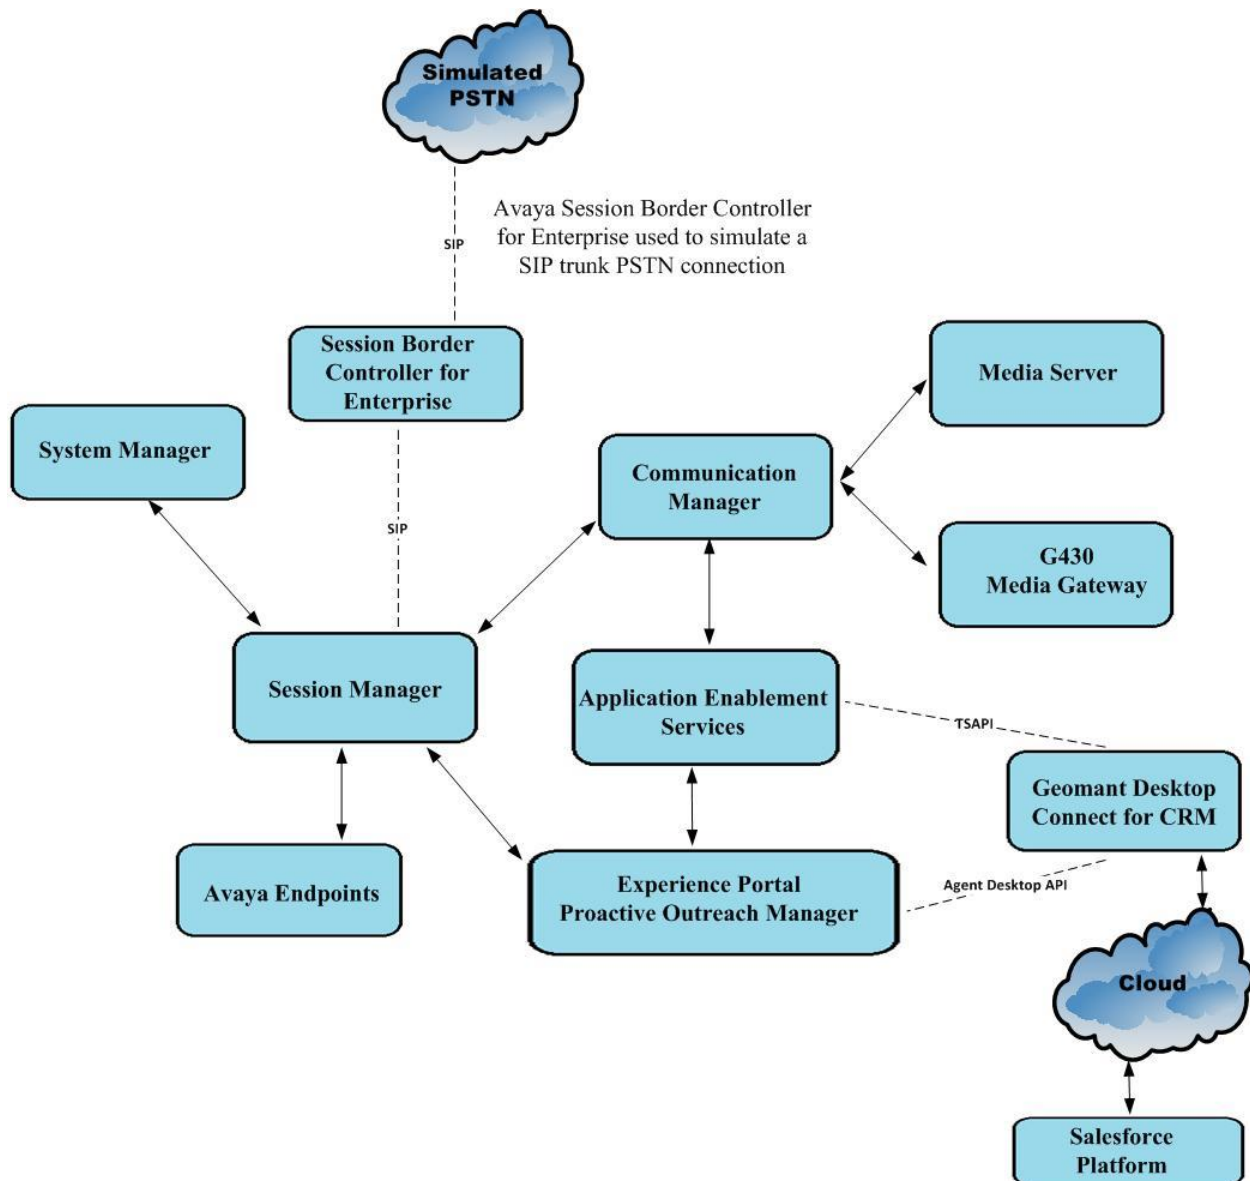 Simulated
PSTN
SIP
Avaya Session Border Controller
for Enterprise used to simulate a
SIP trunk PSTN connection
Session Border
Controller for
Enterprise
Media Server
System Manager
Communication
Manager
SIP
G430
Media Gateway
Session Manager
Application Enablement
Services
TSAPI
Geomant Desktop
Connect for CRM
Avaya Endpoints
Experience Portal
Proactive Outreach Manager
Agent Desktop API
Cloud
Salesforce
Platform